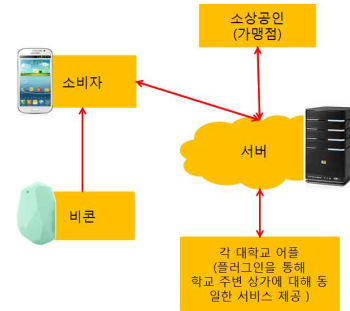 소상공인
(가맹점)
소비자
서버
비콘
각 대학교 어플
(플러그인을 통해
학교 주변 상가에 대해 동
일한 서비스 제공 )